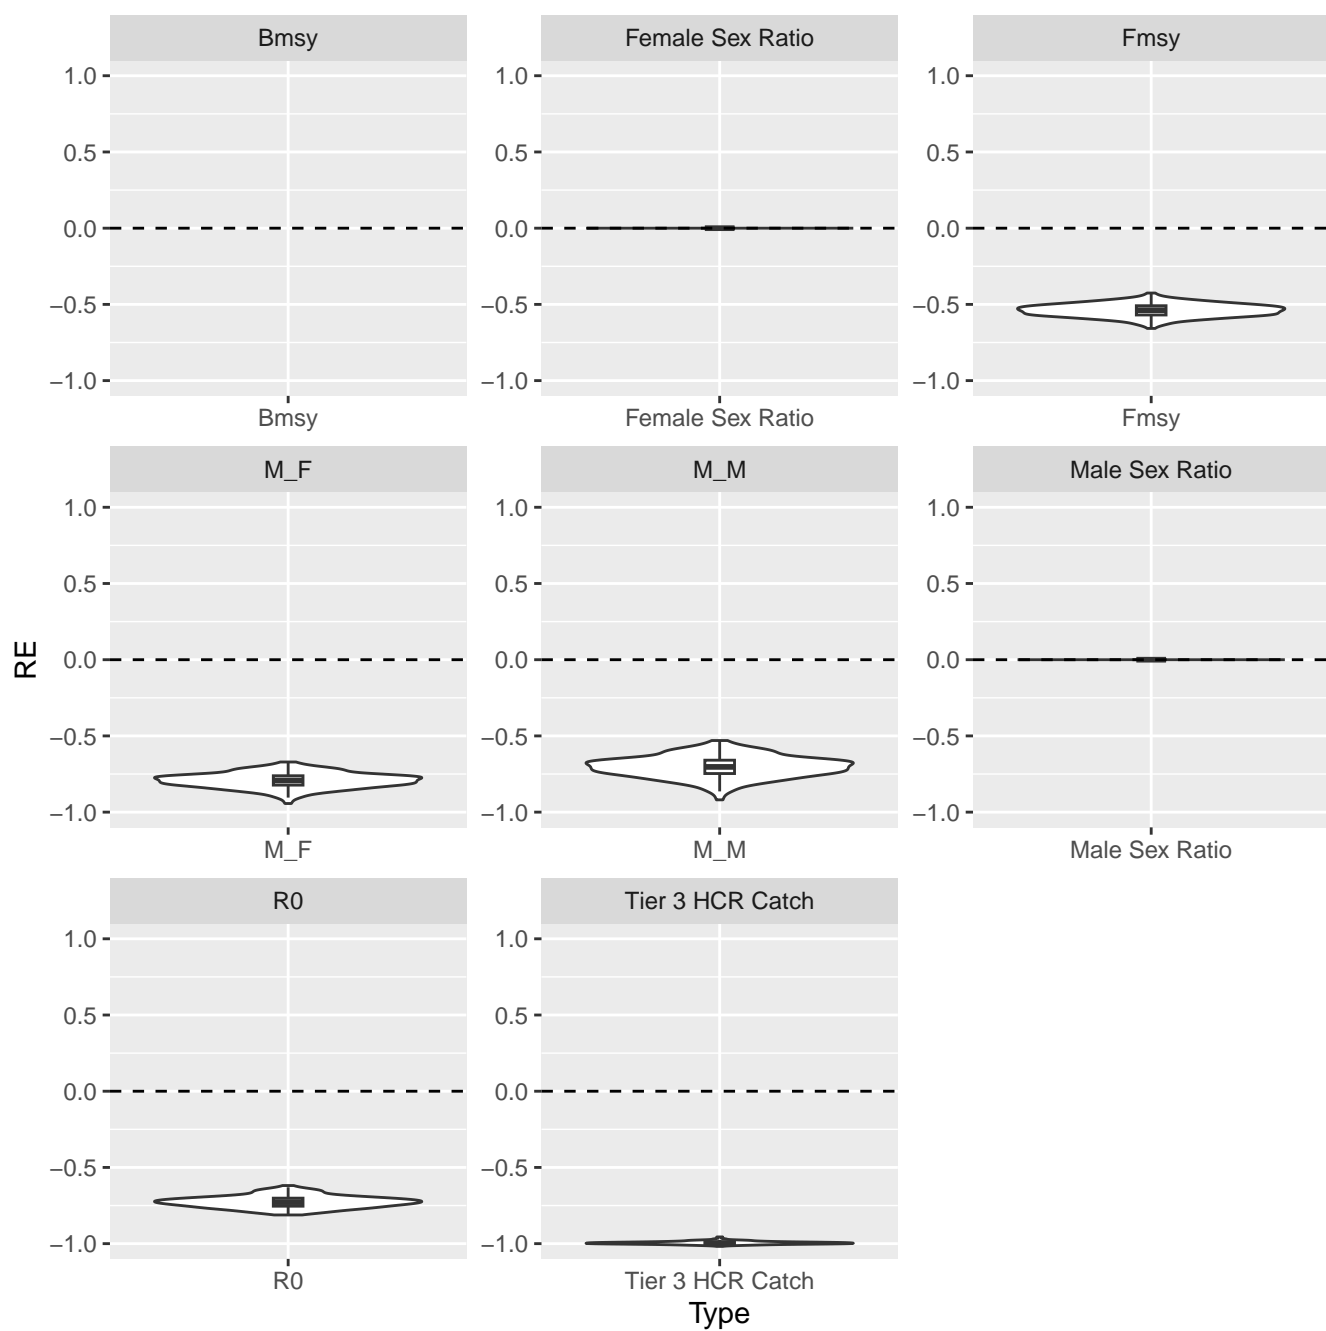 Bmsy Female Sex Ratio Fmsy
1.0 1.0 1.0
0.5 0.5 0.5
0.0 0.0 0.0
−0.5 −0.5 −0.5
−1.0 −1.0 −1.0
Bmsy Female Sex Ratio Fmsy
M_F M_M Male Sex Ratio
1.0 1.0 1.0
0.5 0.5 0.5
RE
0.0 0.0 0.0
−0.5 −0.5 −0.5
−1.0 −1.0 −1.0
M_F M_M Male Sex Ratio
R0 Tier 3 HCR Catch
1.0 1.0
0.5 0.5
0.0 0.0
−0.5 −0.5
−1.0 −1.0
R0 Tier 3 HCR Catch
Type